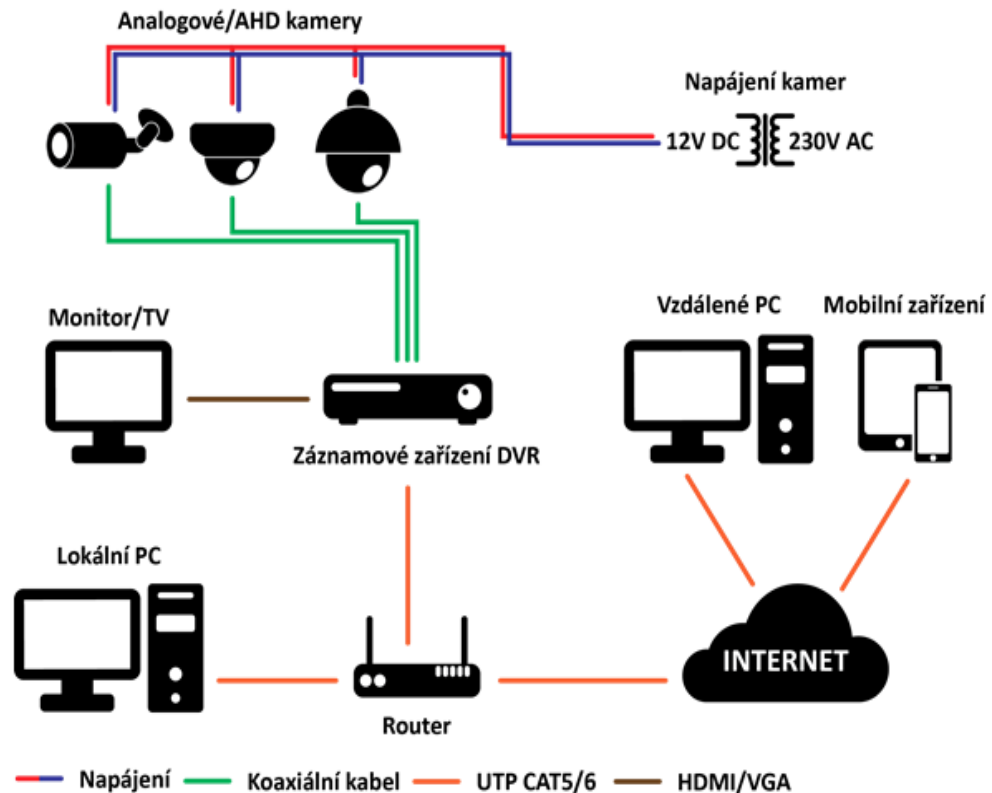 Analogové/AHD kamery
Napájení kamer
12V DC 230V AC
Monitor/TV
Vzdálené PC
Mobilní zařízení
Záznamové zařízení DVR
Lokální PC
INTERNET
Router
Napájení
Koaxiální kabel
UTP CAT5/6
HDMI/VGA